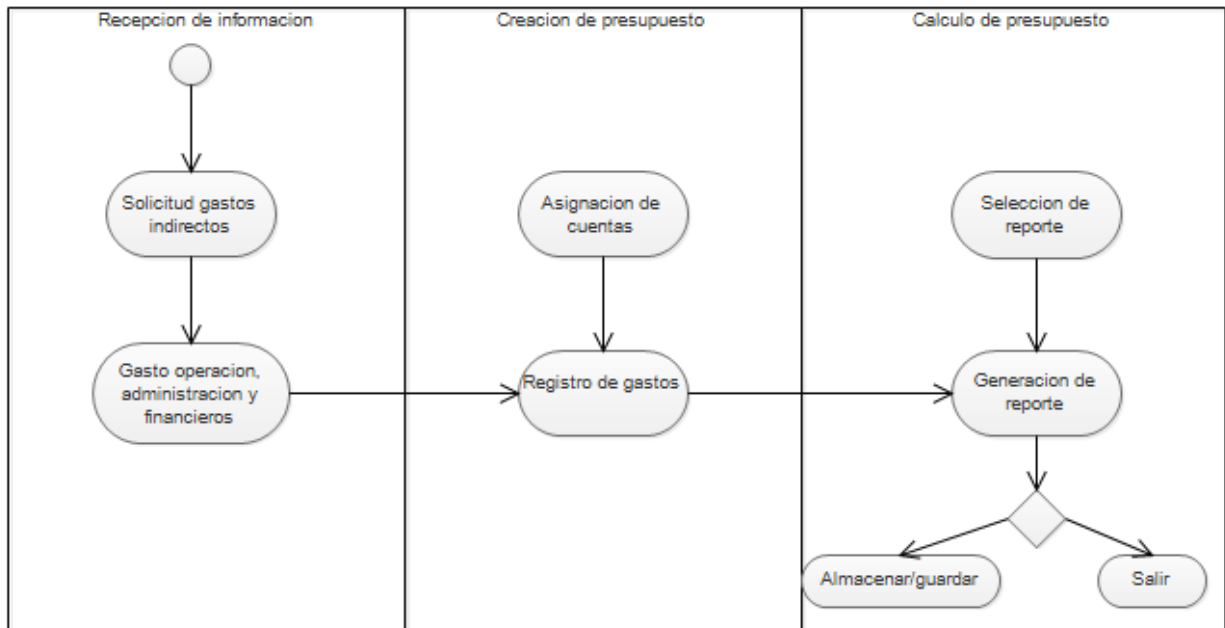 Recepcion de informacion
Creacion de presupuesto
Calculo de presupuesto
Solicitud gastos
indirectos
Asignacion de
cuentas
Seleccion de
reporte
Gasto operacion,
administracion y
financieros
Registro de gastos
Generacion de
reporte
Almacenar/guardar
Salir